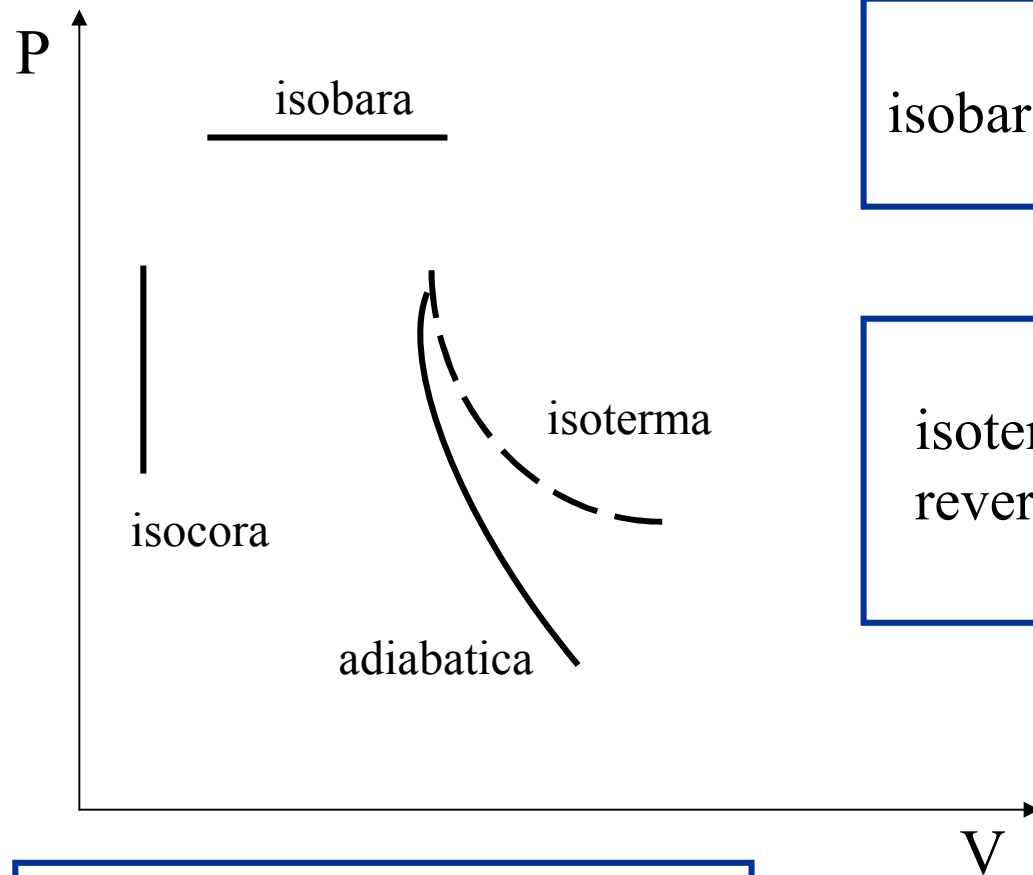 P
isobara
isobar
isoterma
isoter
rever
isocora
adiabatica
V